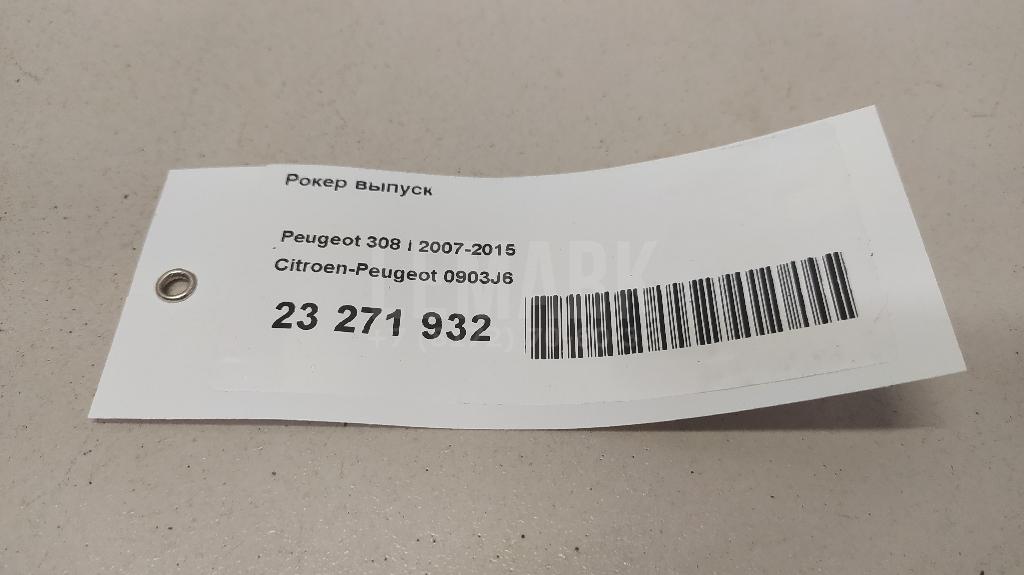 Рокер выпуск
Peugeot 308 I 2007-2015
Citroen-Peugeot 0903J6
23 271 932